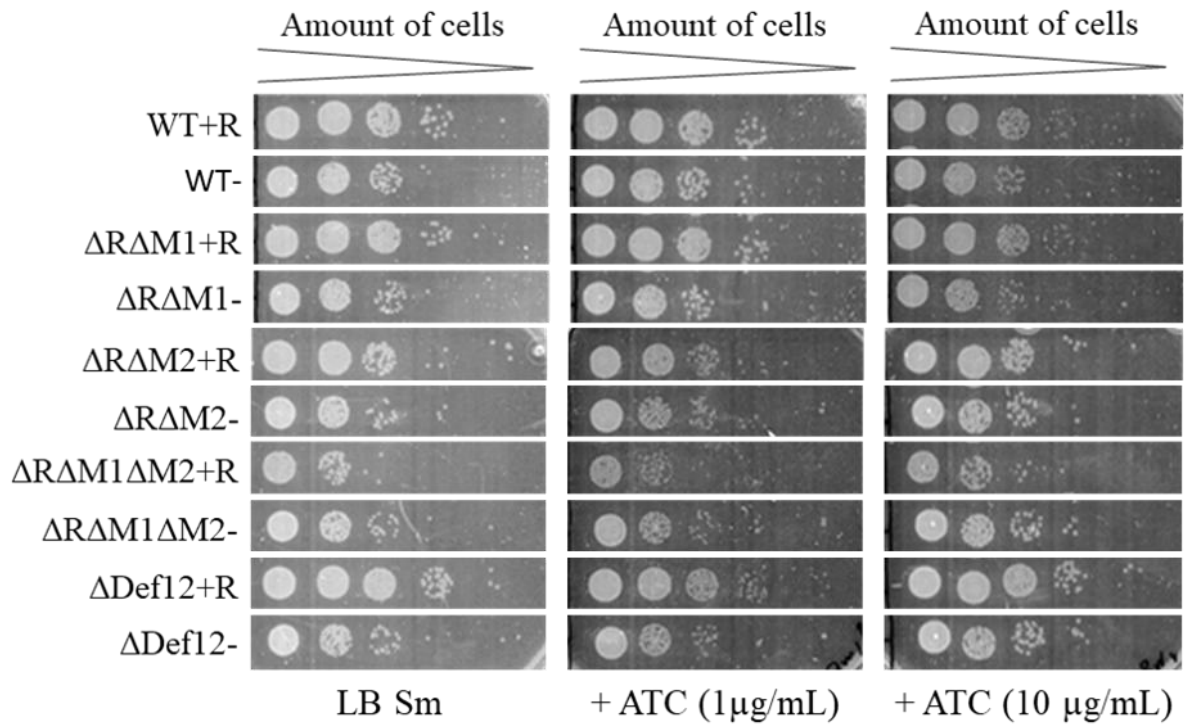 Amount of cells Amount of cells Amount of cells
WT+R
WT-
ΔRΔM1+R
ΔRΔM1-
ΔRΔM2+R
ΔRΔM2-
ΔRΔM1ΔM2+R
ΔRΔM1ΔM2-
ΔDef12+R
ΔDef12-
LB Sm + ATC (1µg/mL) + ATC (10 µg/mL)